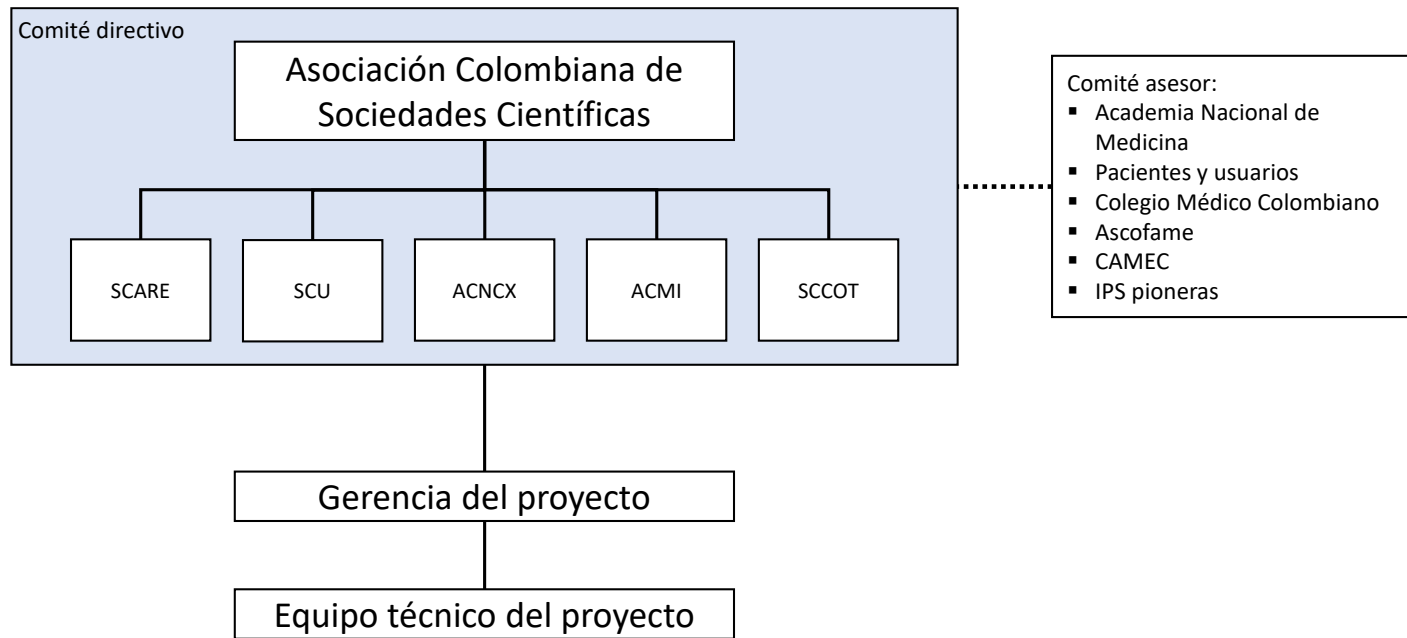 Comité directivo
Asociación Colombiana de
Sociedades Científicas
SCARE
SCU
ACNCX
ACMI
SCCOT
Comité asesor:
▪ Academia Nacional de
Medicina
▪ Pacientes y usuarios
▪ Colegio Médico Colombiano
▪ Ascofame
▪ CAMEC
▪ IPS pioneras
Gerencia del proyecto
Equipo técnico del proyecto